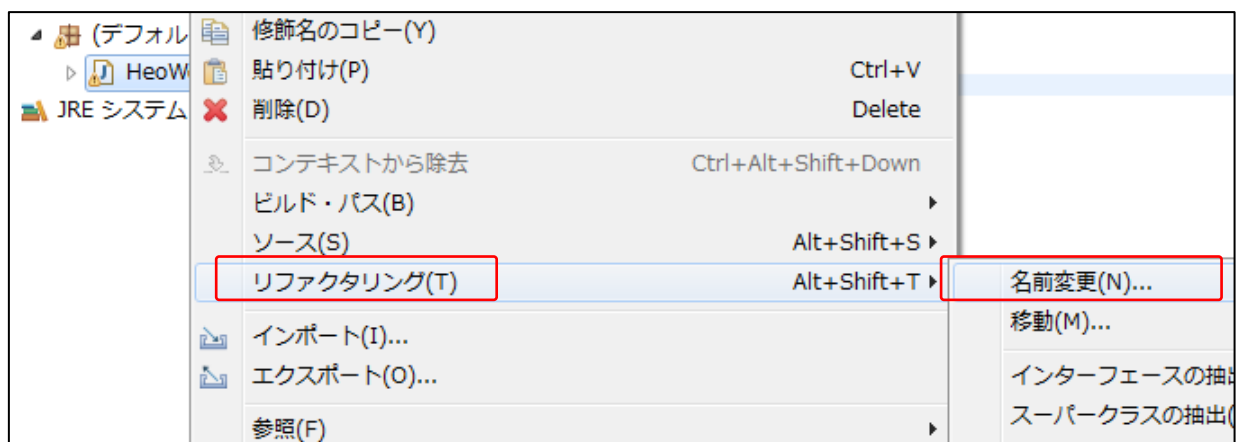 (デフォル
HeoW
JRE システム
修飾名のコピー(Y)
貼り付け(P) Ctrl+V
削除(D) Delete
コンテキストから除去 Ctrl+Alt+Shift+Down
ビルド・パス(B)
ソース(S) Alt+Shift+S
リファクタリング(T) Alt+Shift+T
インポート(I)...
エクスポート(O)...
参照(F)
名前変更(N)...
移動(M)...
インターフェースの抽出
スーパークラスの抽出(